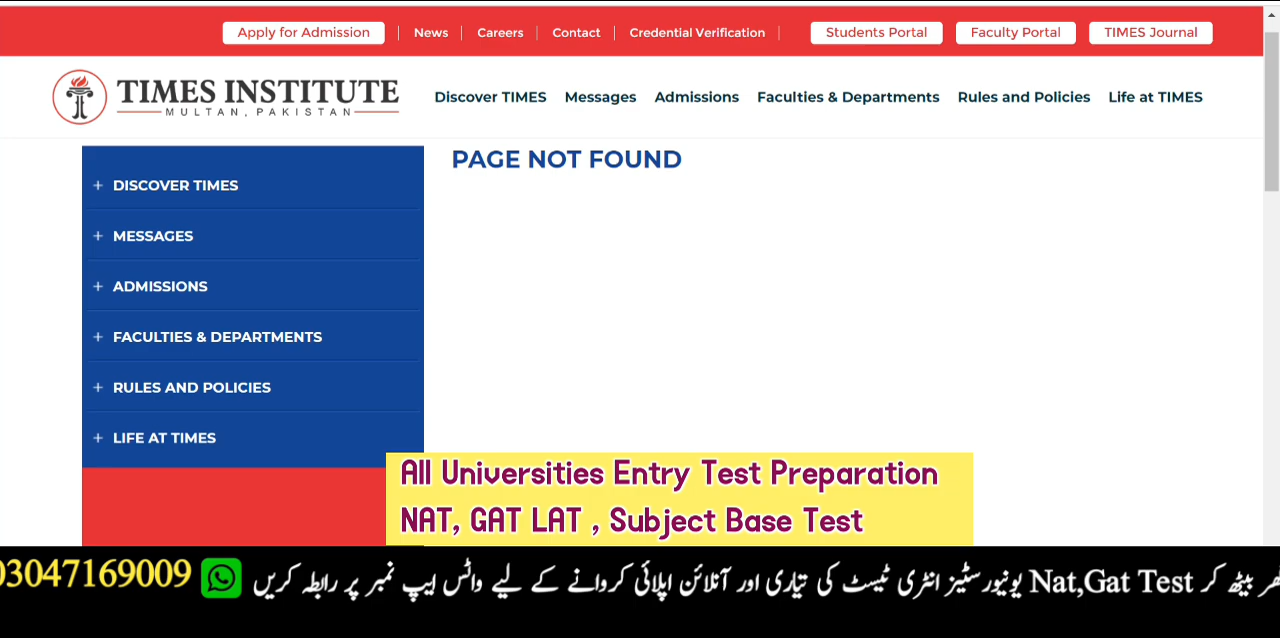 Apply for Admission News Careers Contact Credential Verification Students Portal Faculty Portal TIMES Journal
TIMES INSTITUTE
MULTAN, PAKISTAN
Discover TIMES Messages Admissions Faculties & Departments Rules and Policies Life at TIMES
PAGE NOT FOUND
+ DISCOVER TIMES
+ MESSAGES
+ ADMISSIONS
+ FACULTIES & DEPARTMENTS
+ RULES AND POLICIES
+ LIFE AT TIMES
All Universities Entry Test Preparation
NAT, GAT LAT , Subject Base Test
بیٹھ کر Nat,Gat Test یونیورسٹیز انٹری ٹیسٹ کی تیاری اور آنلائن اپلائی کروانے کے لیے واٹس ایپ نمبر پر رابطہ کریں 03047169009